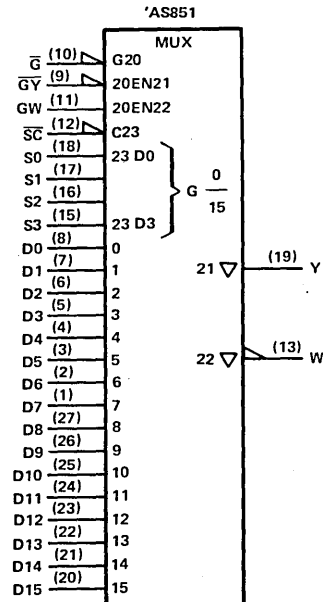 'AS851
MUX
G (10) G20
GY (9) 20EN21
GW (11) 20EN22
SC (12) C23
S0 (18) 23 D0
S1 (17)
S2 (16)
S3 (15) 23 D3
G 0/15
D0 (8) 0
D1 (7) 1
D2 (6) 2
D3 (5) 3
D4 (4) 4
D5 (3) 5
D6 (2) 6
D7 (1) 7
D8 (27) 8
D9 (26) 9
D10 (25) 10
D11 (24) 11
D12 (23) 12
D13 (22) 13
D14 (21) 14
D15 (20) 15
21 ▽ (19) Y
22 ▽ (13) W